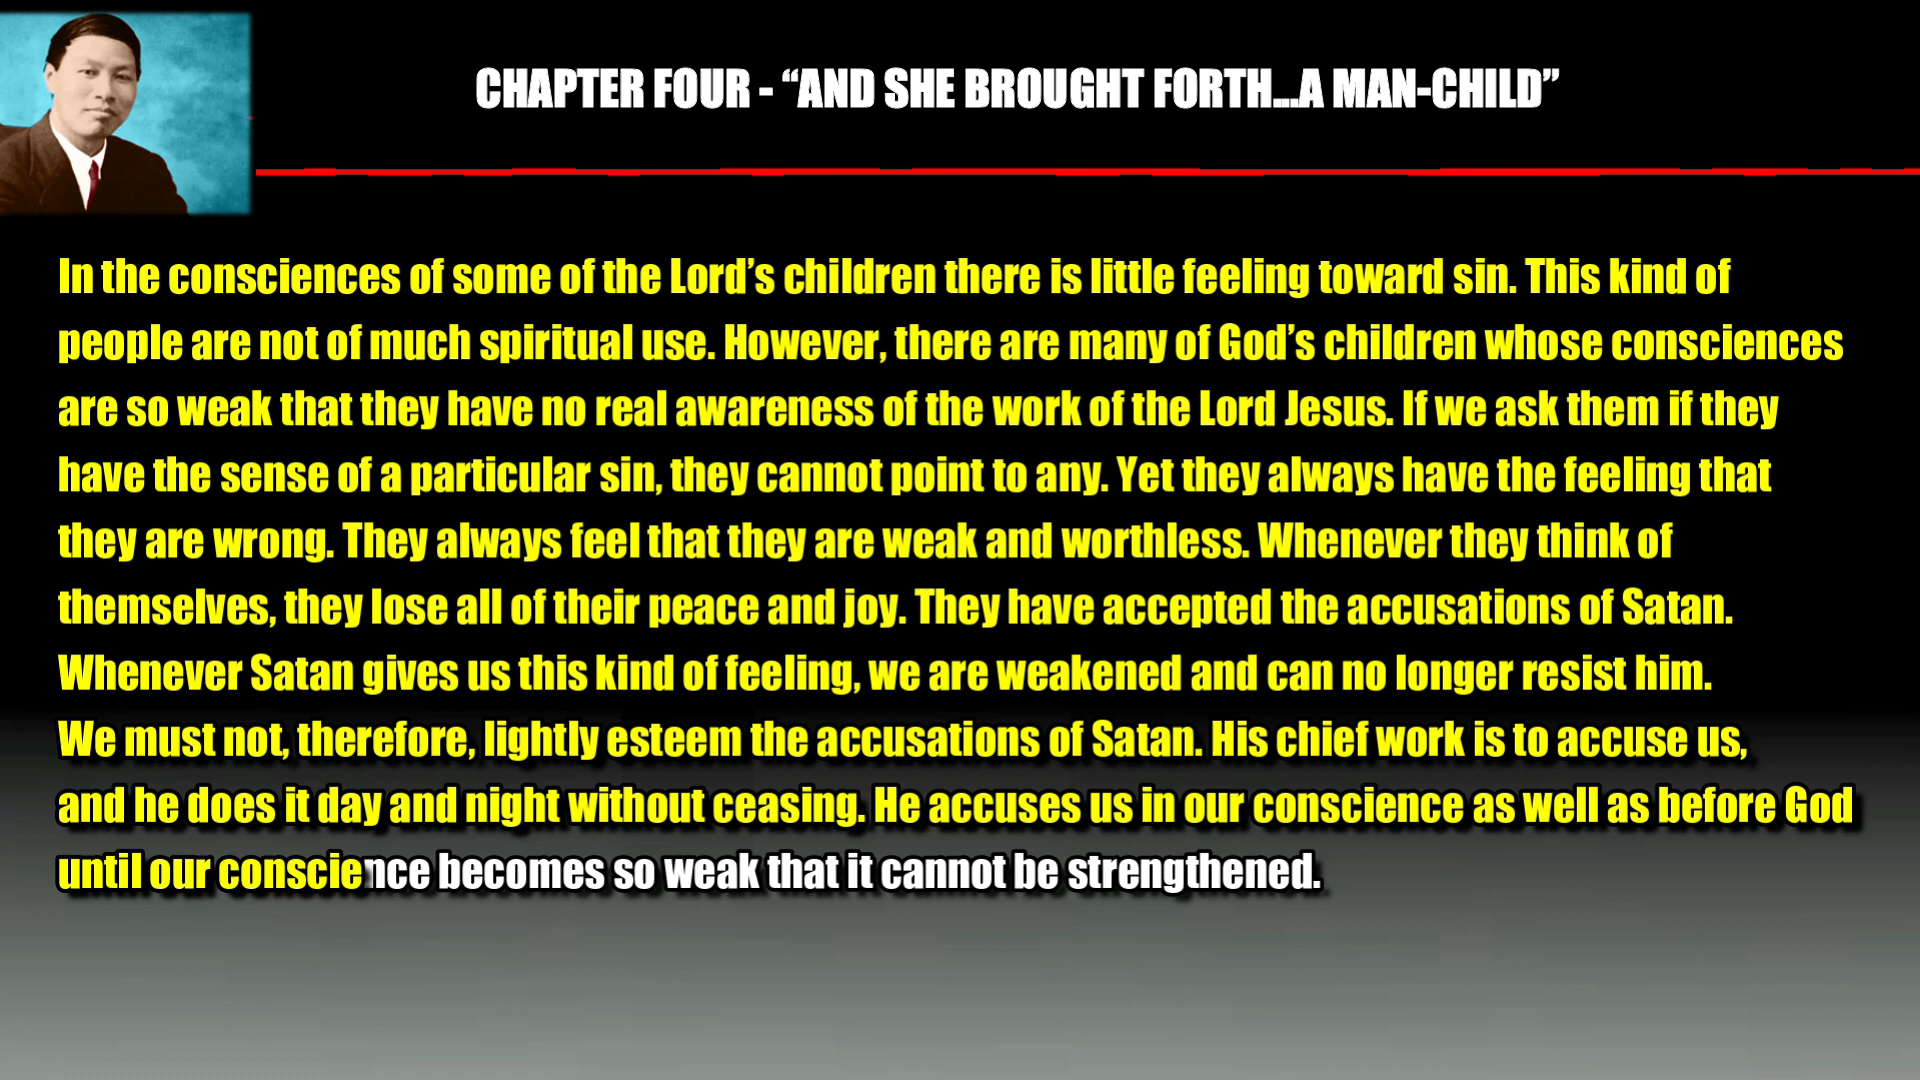 CHAPTER FOUR - “AND SHE BROUGHT FORTH...A MAN-CHILD”
In the consciences of some of the Lord’s children there is little feeling toward sin. This kind of
people are not of much spiritual use. However, there are many of God’s children whose consciences
are so weak that they have no real awareness of the work of the Lord Jesus. If we ask them if they
have the sense of a particular sin, they cannot point to any. Yet they always have the feeling that
they are wrong. They always feel that they are weak and worthless. Whenever they think of
themselves, they lose all of their peace and joy. They have accepted the accusations of Satan.
Whenever Satan gives us this kind of feeling, we are weakened and can no longer resist him.
We must not, therefore, lightly esteem the accusations of Satan. His chief work is to accuse us,
and he does it day and night without ceasing. He accuses us in our conscience as well as before God
until our conscience becomes so weak that it cannot be strengthened.